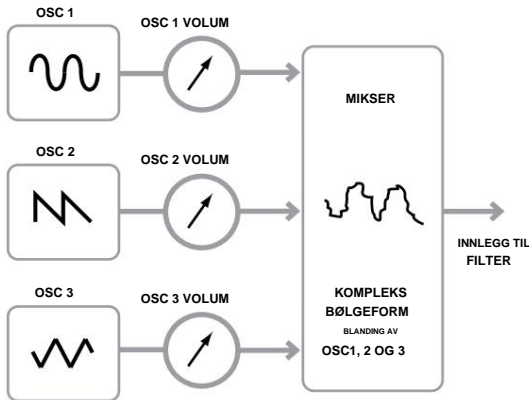 OSC 1
OSC 1 VOLUM
MIKSER
OSC 2
OSC 2 VOLUM
INNLEGG TIL
FILTER
OSC 3
OSC 3 VOLUM
KOMPLEKS
BØLGEFORM
BLANDING AV
OSC1, 2 OG 3